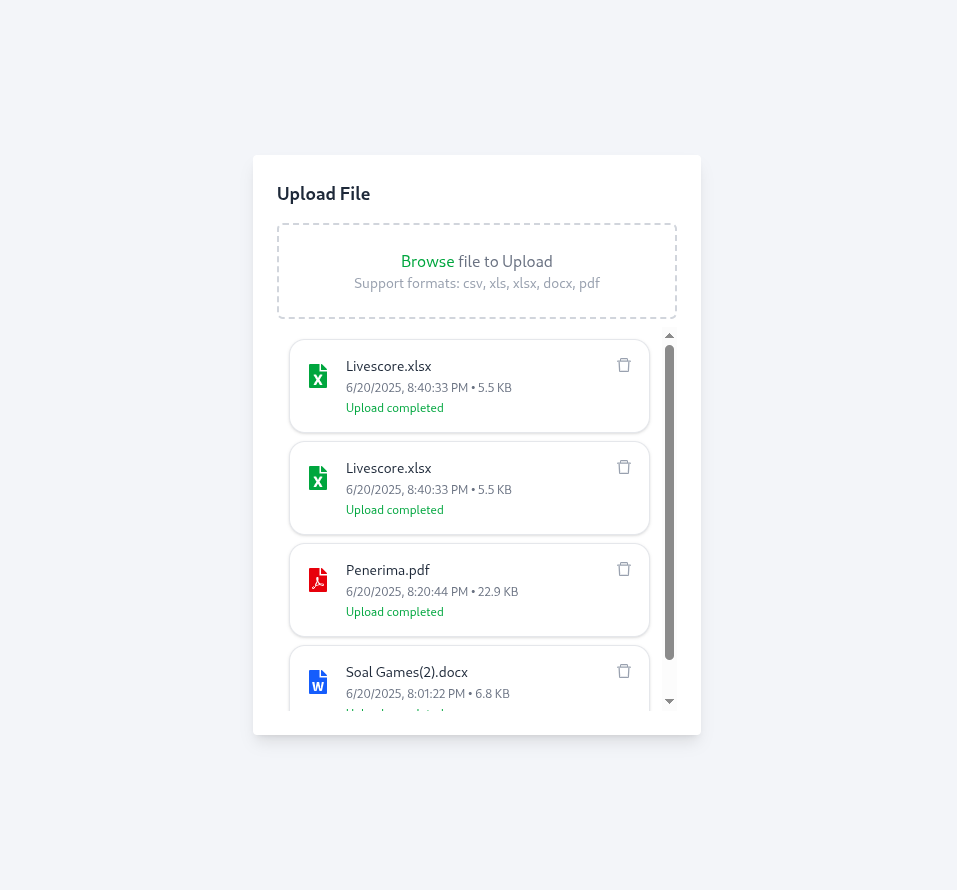 Upload File
Browse file to Upload
Support formats: csv, xls, xlsx, docx, pdf
Livescore.xlsx
6/20/2025, 8:40:33 PM • 5.5 KB
Upload completed
Livescore.xlsx
6/20/2025, 8:40:33 PM • 5.5 KB
Upload completed
Penerima.pdf
6/20/2025, 8:20:44 PM • 22.9 KB
Upload completed
Soal Games(2).docx
6/20/2025, 8:01:22 PM • 6.8 KB